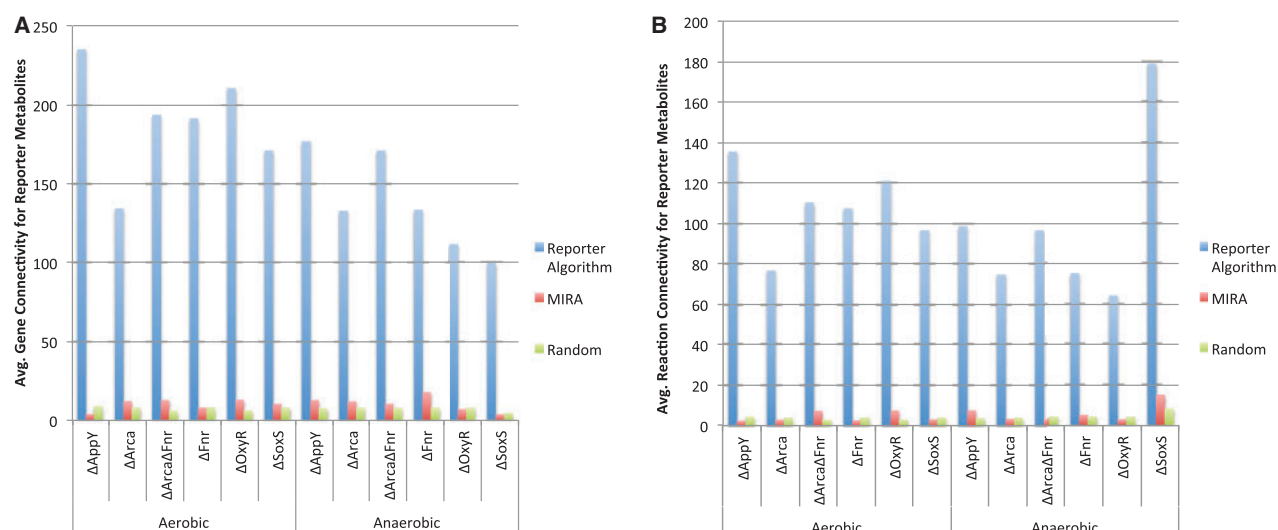 A
Avg. Gene Connectivity for Reporter Metabolites
250
200
150
100
50
0
ΔAppY
ΔArca
ΔArcaΔFnr
ΔFnr
ΔOxyR
ΔSoxS
ΔAppY
ΔArca
ΔArcaΔFnr
ΔFnr
ΔOxyR
ΔSoxS
Aerobic
Anaerobic
Reporter
Algorithm
MIRA
Random
B
Avg. Reaction Connectivity for Reporter Metabolites
200
180
160
140
120
100
80
60
40
20
0
ΔAppY
ΔArca
ΔArcaΔFnr
ΔFnr
ΔOxyR
ΔSoxS
ΔAppY
ΔArca
ΔArcaΔFnr
ΔFnr
ΔOxyR
ΔSoxS
Aerobic
Anaerobic
Reporter
Algorithm
MIRA
Random